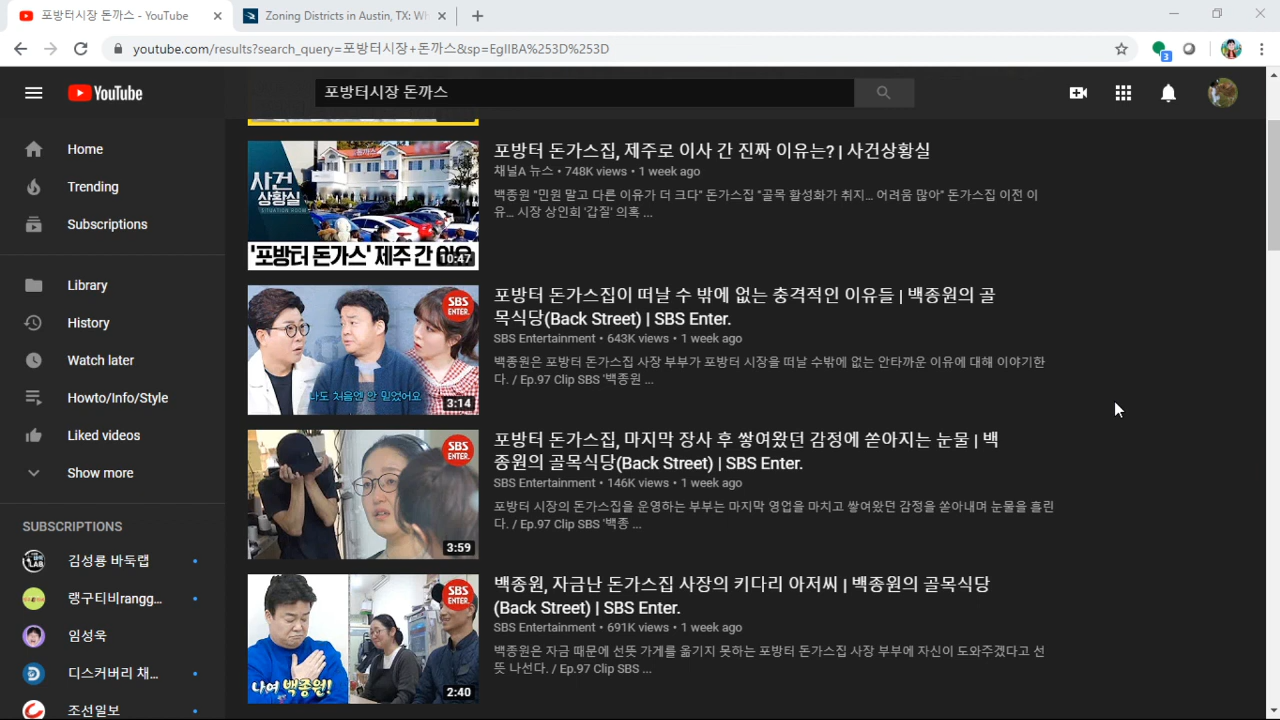 포방터시장 돈까스 - YouTube
Zoning Districts in Austin, TX: Wh
youtube.com/results?search_query=포방터시장+돈까스&sp=EgIIBA%253D%253D
3
YouTube
포방터시장 돈까스
Home
Trending
Subscriptions
Library
History
Watch later
Howto/Info/Style
Liked videos
Show more
SUBSCRIPTIONS
김성룡 바둑랩
랭구티비rangg...
임성욱
디스커버리 채...
조선일보
사건
상황실
SITUATION ROOM
'포방터 돈가스' 제주 간 이유
10:47
포방터 돈가스집, 제주로 이사 간 진짜 이유는? | 사건상황실
채널A 뉴스 • 748K views • 1 week ago
백종원 "민원 말고 다른 이유가 더 크다" 돈가스집 "골목 활성화가 취지... 어려움 많아" 돈가스집 이전 이
유... 시장 상인회 '갑질' 의혹 ...
SBS
ENTER.
나도 처음엔 안 믿었어요
3:14
포방터 돈가스집이 떠날 수 밖에 없는 충격적인 이유들 | 백종원의 골
목식당(Back Street) | SBS Enter.
SBS Entertainment • 643K views • 1 week ago
백종원은 포방터 돈가스집 사장 부부가 포방터 시장을 떠날 수밖에 없는 안타까운 이유에 대해 이야기한
다. / Ep.97 Clip SBS '백종원 ...
SBS
ENTER.
3:59
포방터 돈가스집, 마지막 장사 후 쌓여왔던 감정에 쏟아지는 눈물 | 백
종원의 골목식당(Back Street) | SBS Enter.
SBS Entertainment • 146K views • 1 week ago
포방터 시장의 돈가스집을 운영하는 부부는 마지막 영업을 마치고 쌓여왔던 감정을 쏟아내며 눈물을 흘린
다. / Ep.97 Clip SBS '백종 ...
SBS
ENTER.
나여 백종원!
2:40
백종원, 자금난 돈가스집 사장의 키다리 아저씨 | 백종원의 골목식당
(Back Street) | SBS Enter.
SBS Entertainment • 691K views • 1 week ago
백종원은 자금 때문에 선뜻 가게를 옮기지 못하는 포방터 돈가스집 사장 부부에 자신이 도와주겠다고 선
뜻 나선다. / Ep.97 Clip SBS ...